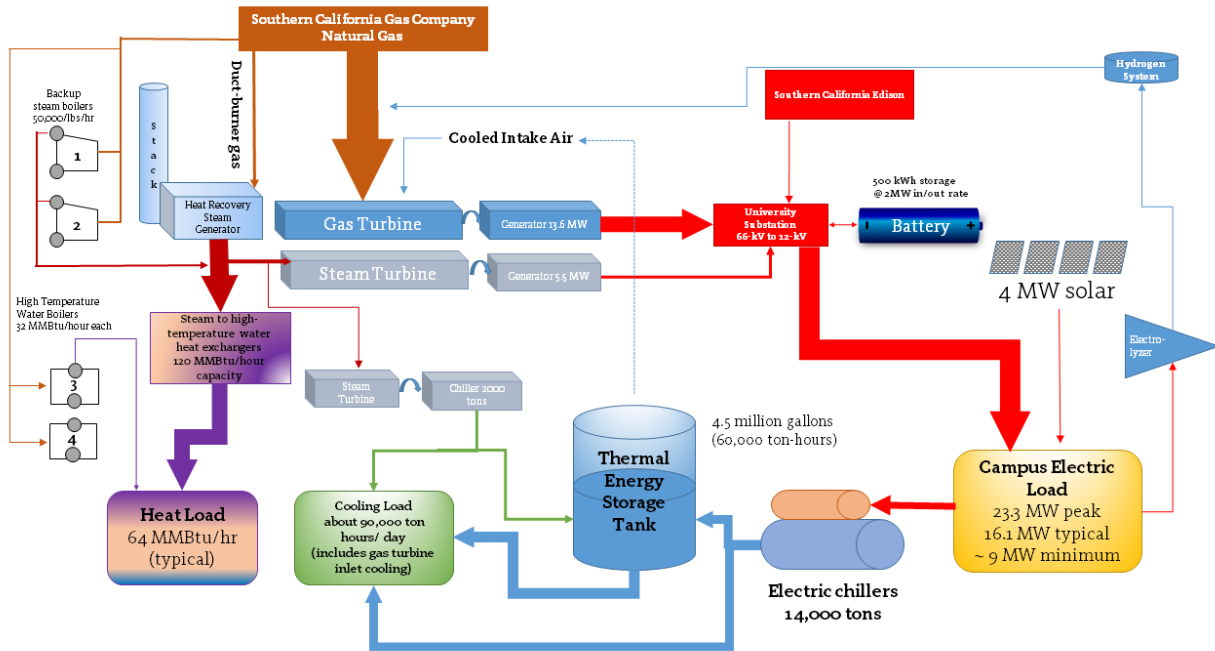 Southern California Gas Company
Natural Gas
Hydrogen
System
Southern California Edison
Backup
steam boilers
50,000/lbs/hr
Stack
Duct-burner gas
Cooled Intake Air
1
2
Heat Recovery
Steam
Generator
Gas Turbine
Generator 13.6 MW
University
Substation
66-kV to 12-kV
500 kWh storage
@ 2MW in/out rate
Battery
Steam Turbine
Generator 5.5 MW
4 MW solar
High Temperature
Water Boilers
32 MMBtu/hour each
Steam to high-
temperature water
heat exchangers
120 MMBtu/hour
capacity
Electro-
lyzer
3
4
Steam
Turbine
Chiller 2000
tons
4.5 million gallons
(60,000 ton-hours)
Thermal
Energy
Storage
Tank
Campus Electric
Load
23.3 MW peak
16.1 MW typical
~ 9 MW minimum
Heat Load
64 MMBtu/hr
(typical)
Cooling Load
about 90,000 ton
hours/ day
(includes gas turbine
inlet cooling)
Electric chillers
14,000 tons